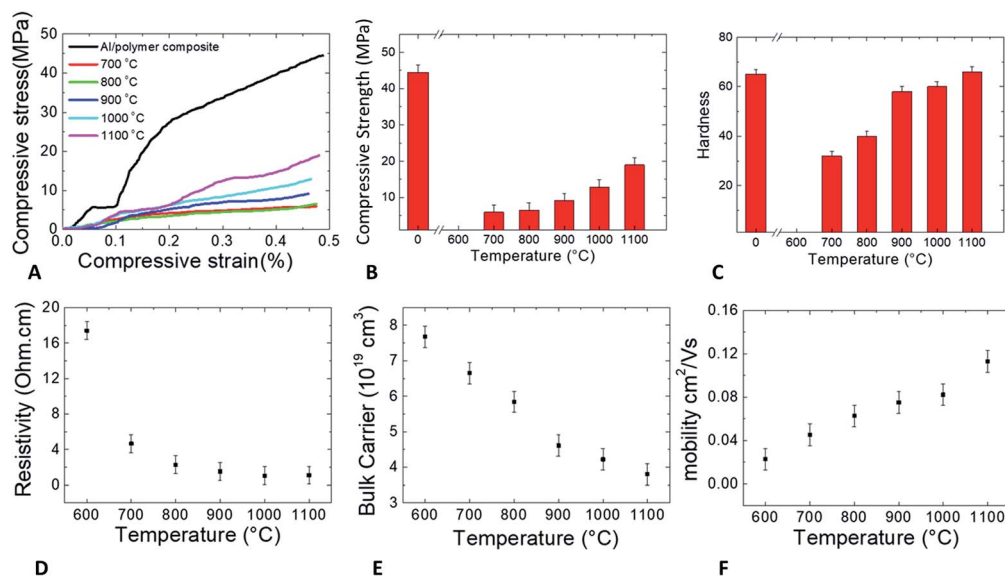 Compressive stress(MPa)
50
40
30
20
10
0
Al/polymer composite
700 °C
800 °C
900 °C
1000 °C
1100 °C
0.0 0.1 0.2 0.3 0.4 0.5
Compressive strain(%)
A
Compressive Strength (MPa)
50
40
30
20
10
0 600 700 800 900 1000 1100
Temperature (°C)
B
Hardness
80
60
40
20
0 600 700 800 900 1000 1100
Temperature (°C)
C
Resistivity (Ohm.cm)
20
16
12
8
4
0
600 700 800 900 1000 1100
Temperature (°C)
D
Bulk Carrier (10^19 cm^3)
8
7
6
5
4
3
600 700 800 900 1000 1100
Temperature (°C)
E
mobility cm^2/Vs
0.16
0.12
0.08
0.04
0.00
600 700 800 900 1000 1100
Temperature (°C)
F